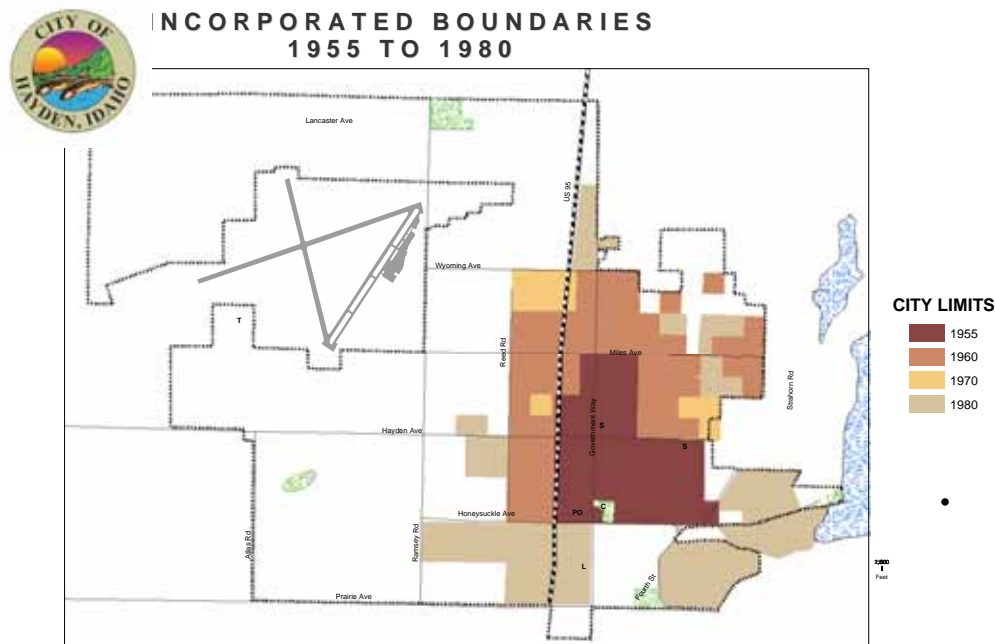 INCORPORATED BOUNDARIES
1955 TO 1980
CITY OF
HAYDEN, IDAHO
Lancaster Ave
US 95
Wyoming Ave
T
Reed Rd
Miles Ave
Strahorn Rd
Government Way
Hayden Ave
S
S
C
PO
Honeysuckle Ave
Ramsey Rd
Atlas Rd
L
Fourth St
Prairie Ave
CITY LIMITS
1955
1960
1970
1980
Feet